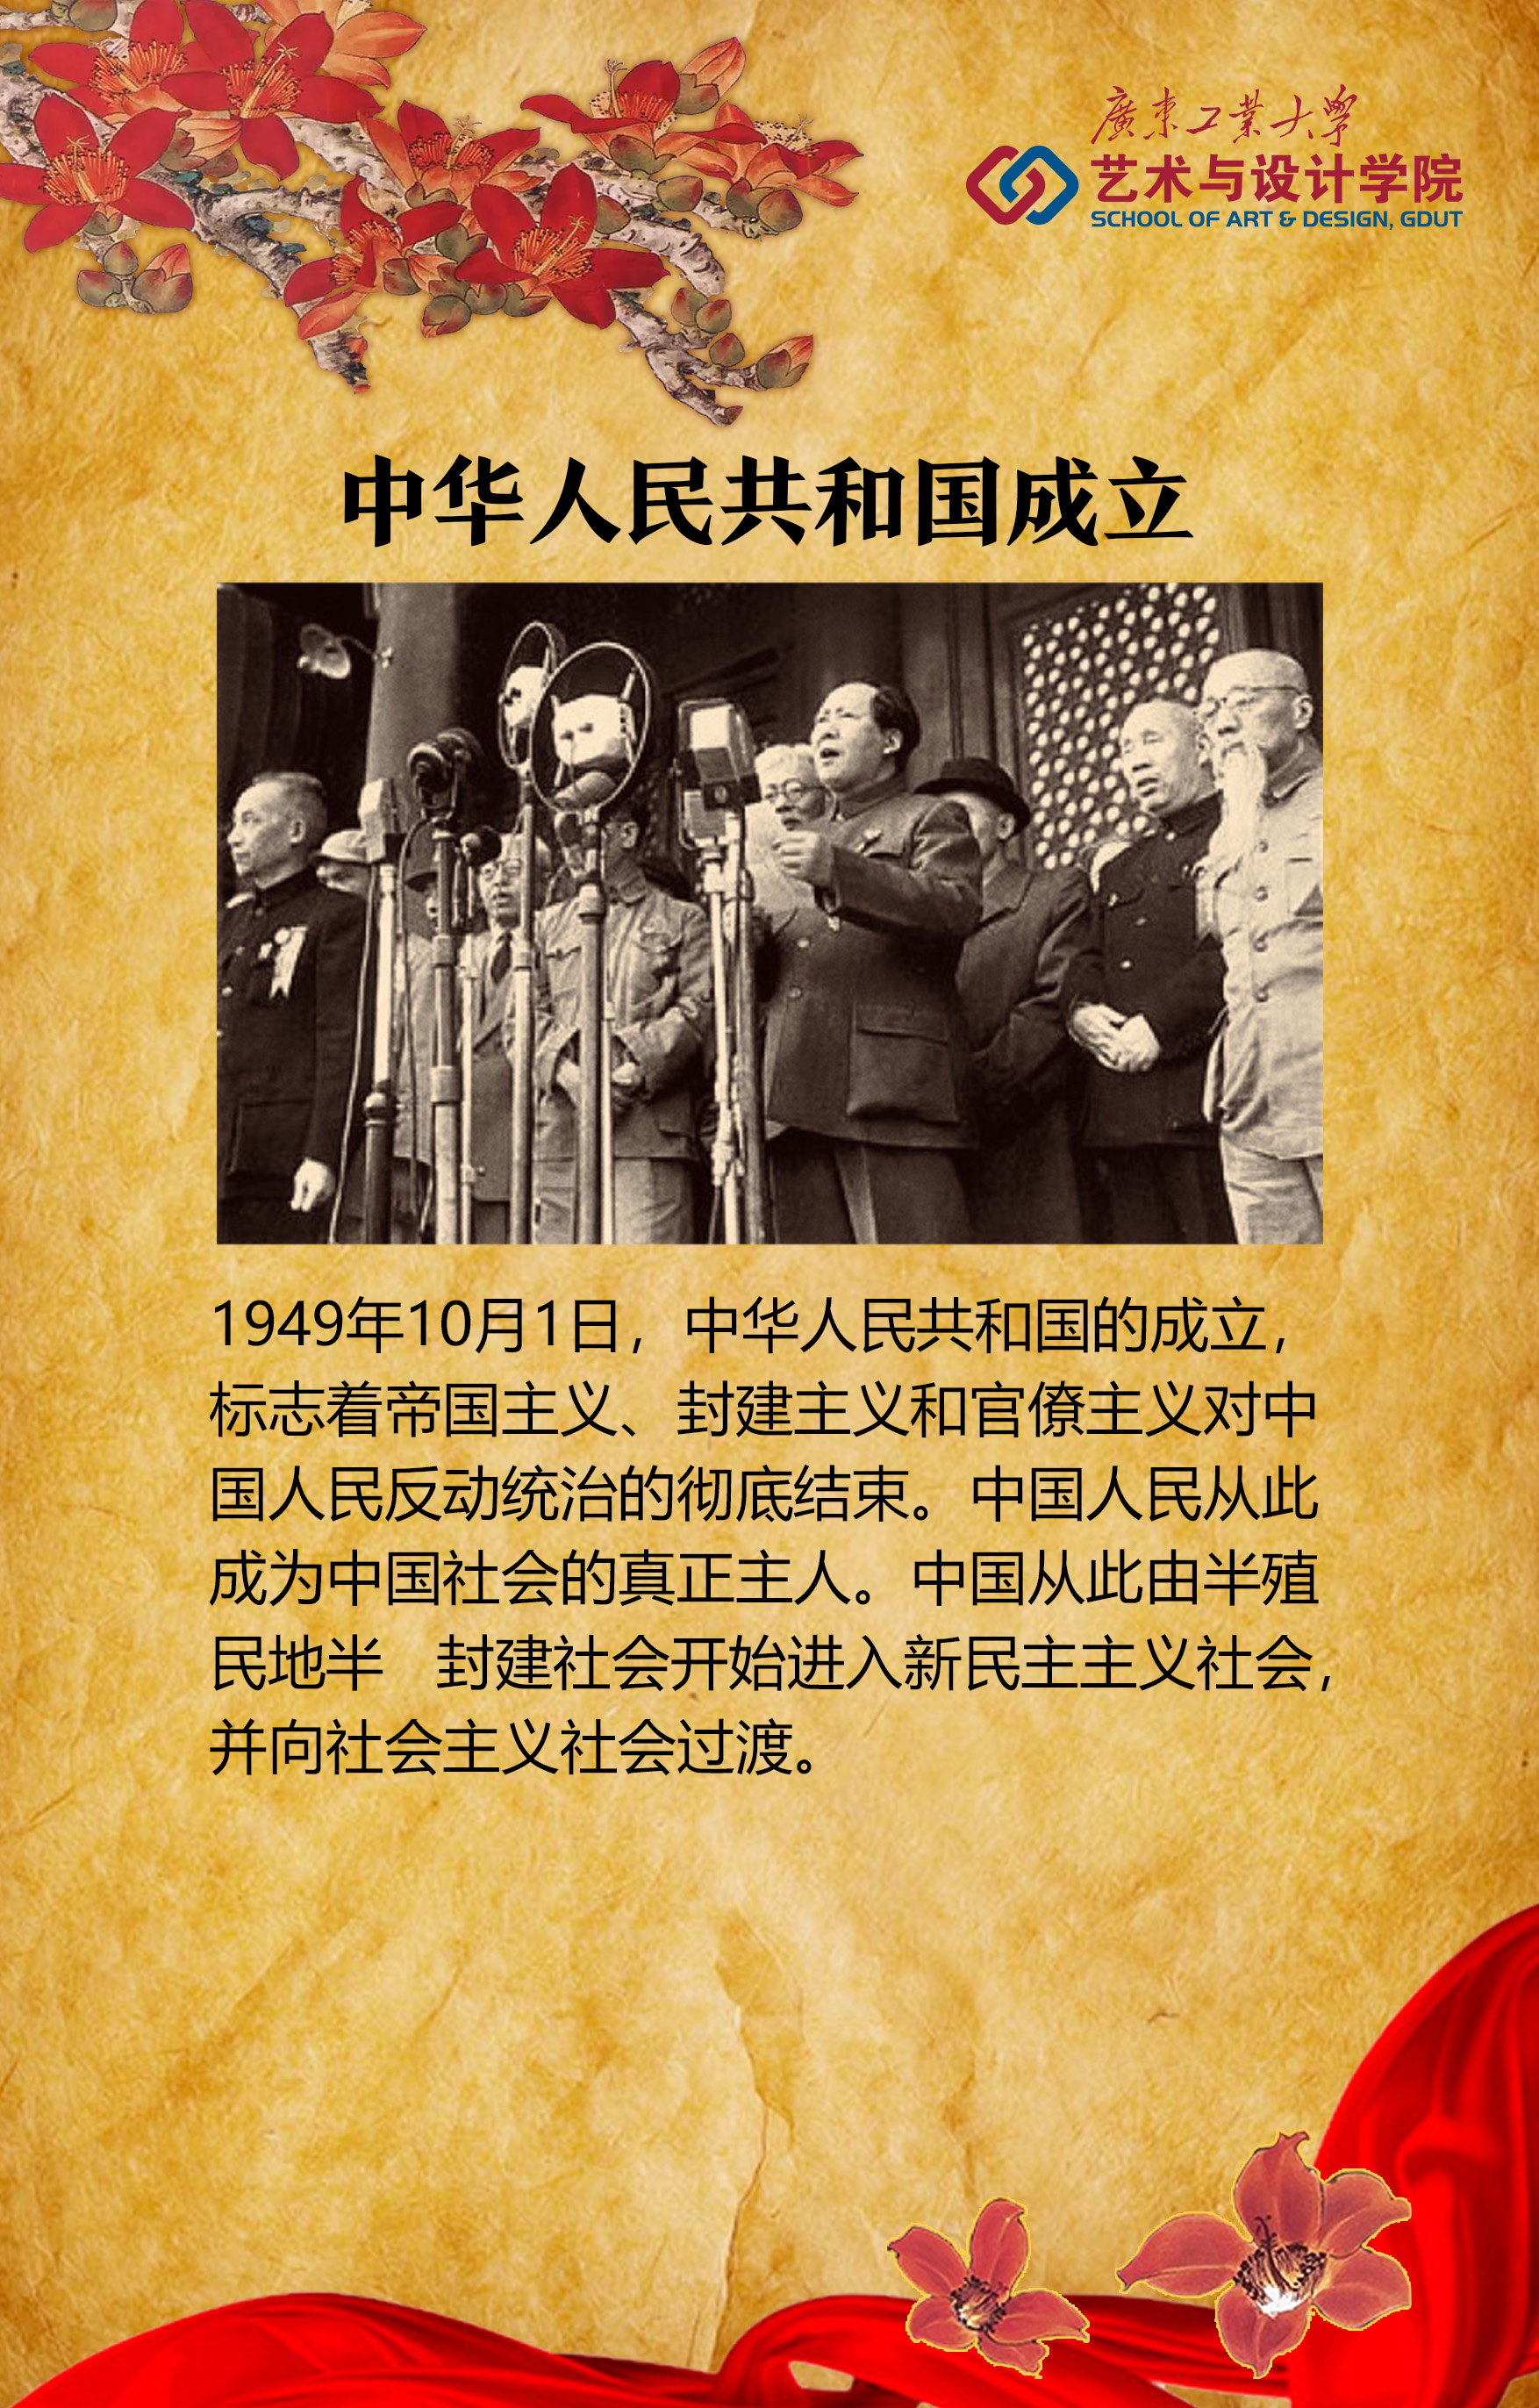 廣東工業大學
艺术与设计学院
SCHOOL OF ART & DESIGN, GDUT
中华人民共和国成立
1949年10月1日，中华人民共和国的成立，
标志着帝国主义、封建主义和官僚主义对中
国人民反动统治的彻底结束。中国人民从此
成为中国社会的真正主人。中国从此由半殖
民地半 封建社会开始进入新民主主义社会，
并向社会主义社会过渡。